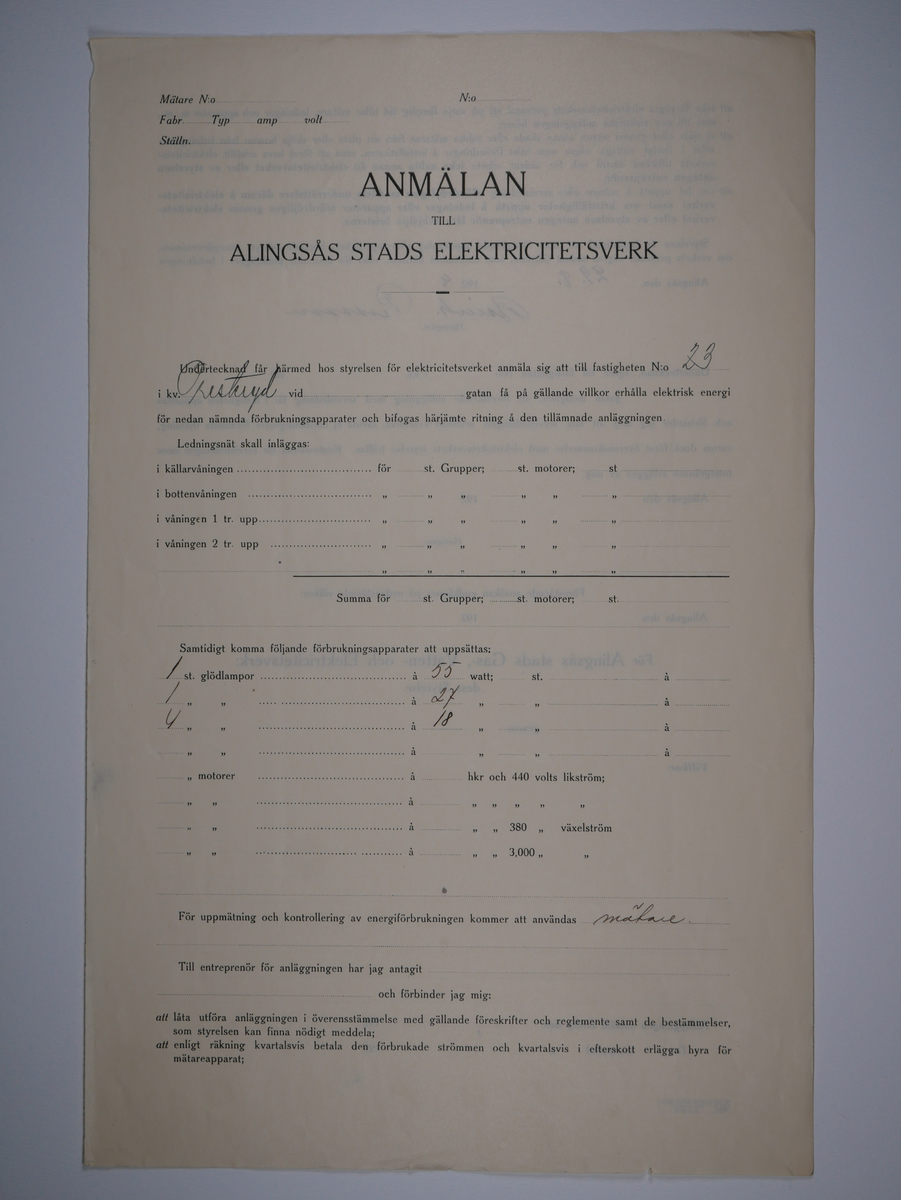 Mätare N:o N:o
Fabr. Typ amp volt
Ställn.
ANMÄLAN
TILL
ALINGSÅS STADS ELEKTRICITETSVERK
Undertecknad får härmed hos styrelsen för elektricitetsverket anmäla sig att till fastigheten N:o 23
i kv. Prestryd vid gatan få på gällande villkor erhålla elektrisk energi
för nedan nämnda förbrukningsapparater och bifogas härjämte ritning å den tillämnade anläggningen
Ledningsnät skall inläggas:
i källarvåningen för st. Grupper; st. motorer; st
i bottenvåningen „ „ „ „ „ „
i våningen 1 tr. upp „ „ „ „ „ „
i våningen 2 tr. upp „ „ „ „ „ „
„ „ „ „ „ „
Summa för st. Grupper; st. motorer; st.
Samtidigt komma följande förbrukningsapparater att uppsättas:
1 st. glödlampor å 55 watt; st. å
1 „ „ å 27 „ „ å
4 „ „ å 18 „ „ å
„ „ å „ „ å
„ motorer å hkr och 440 volts likström;
„ „ å „ „ „ „ „
„ „ å „ „ 380 „ växelström
„ „ å „ „ 3,000 „ „
För uppmätning och kontrollering av energiförbrukningen kommer att användas mätare.
Till entreprenör för anläggningen har jag antagit
och förbinder jag mig:
att låta utföra anläggningen i överensstämmelse med gällande föreskrifter och reglemente samt de bestämmelser,
som styrelsen kan finna nödigt meddela;
att enligt räkning kvartalsvis betala den förbrukade strömmen och kvartalsvis i efterskott erlägga hyra för
mätareapparat;